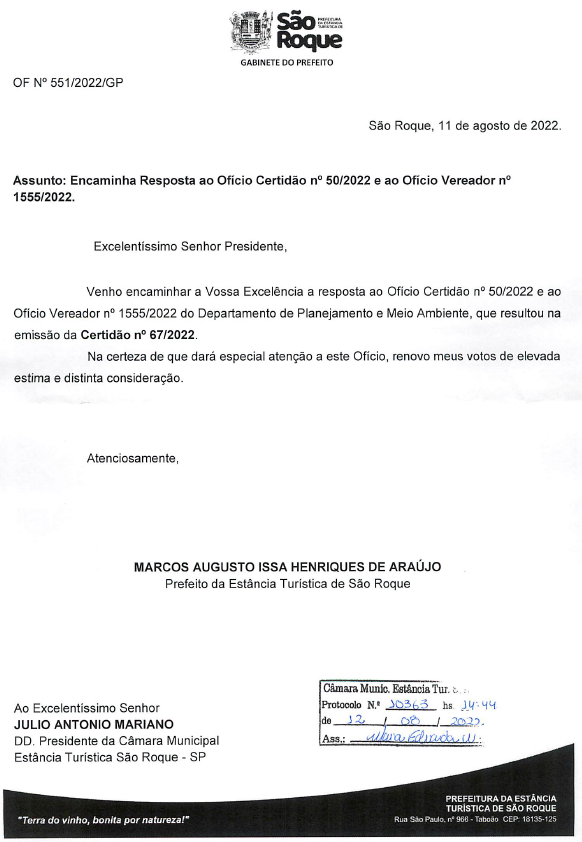 São
Roque
PREFEITURA
DA ESTÂNCIA
TURÍSTICA DE
SÃO ROQUE
GABINETE DO PREFEITO
OF Nº 551/2022/GP
São Roque, 11 de agosto de 2022.
Assunto: Encaminha Resposta ao Ofício Certidão nº 50/2022 e ao Ofício Vereador nº
1555/2022.
Excelentíssimo Senhor Presidente,
Venho encaminhar a Vossa Excelência a resposta ao Ofício Certidão nº 50/2022 e ao
Ofício Vereador nº 1555/2022 do Departamento de Planejamento e Meio Ambiente, que resultou na
emissão da Certidão nº 67/2022.
Na certeza de que dará especial atenção a este Ofício, renovo meus votos de elevada
estima e distinta consideração.
Atenciosamente,
MARCOS AUGUSTO ISSA HENRIQUES DE ARAÚJO
Prefeito da Estância Turística de São Roque
Ao Excelentíssimo Senhor
JULIO ANTONIO MARIANO
DD. Presidente da Câmara Municipal
Estância Turística São Roque - SP
Câmara Munic. Estância Tur.
Protocolo N.º 10363 hs. 14:44
de 12 / 08 / 2022.
Ass.: Maria Eduarda
"Terra do vinho, bonita por natureza!"
PREFEITURA DA ESTÂNCIA
TURÍSTICA DE SÃO ROQUE
Rua São Paulo, nº 966 - Taboão CEP: 18135-125